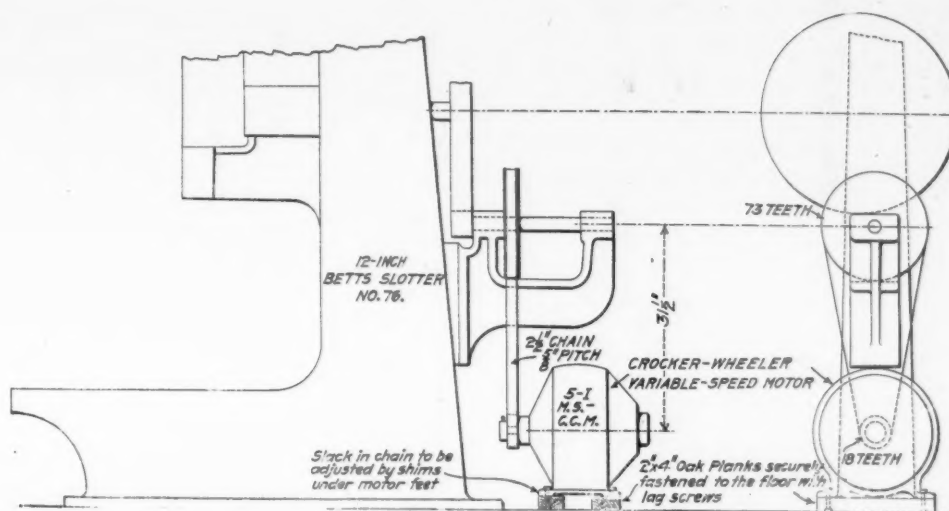 73 TEETH
12-INCH
BETTS SLOTTER
NO. 76.
31½"
2½" CHAIN
⅝" PITCH
CROCKER-WHEELER
VARIABLE-SPEED MOTOR
5-I
M.S.-
C.C.M.
18 TEETH
Slack in chain to be
adjusted by shims
under motor feet
2"x4" Oak Planks securely
fastened to the floor with
lag screws